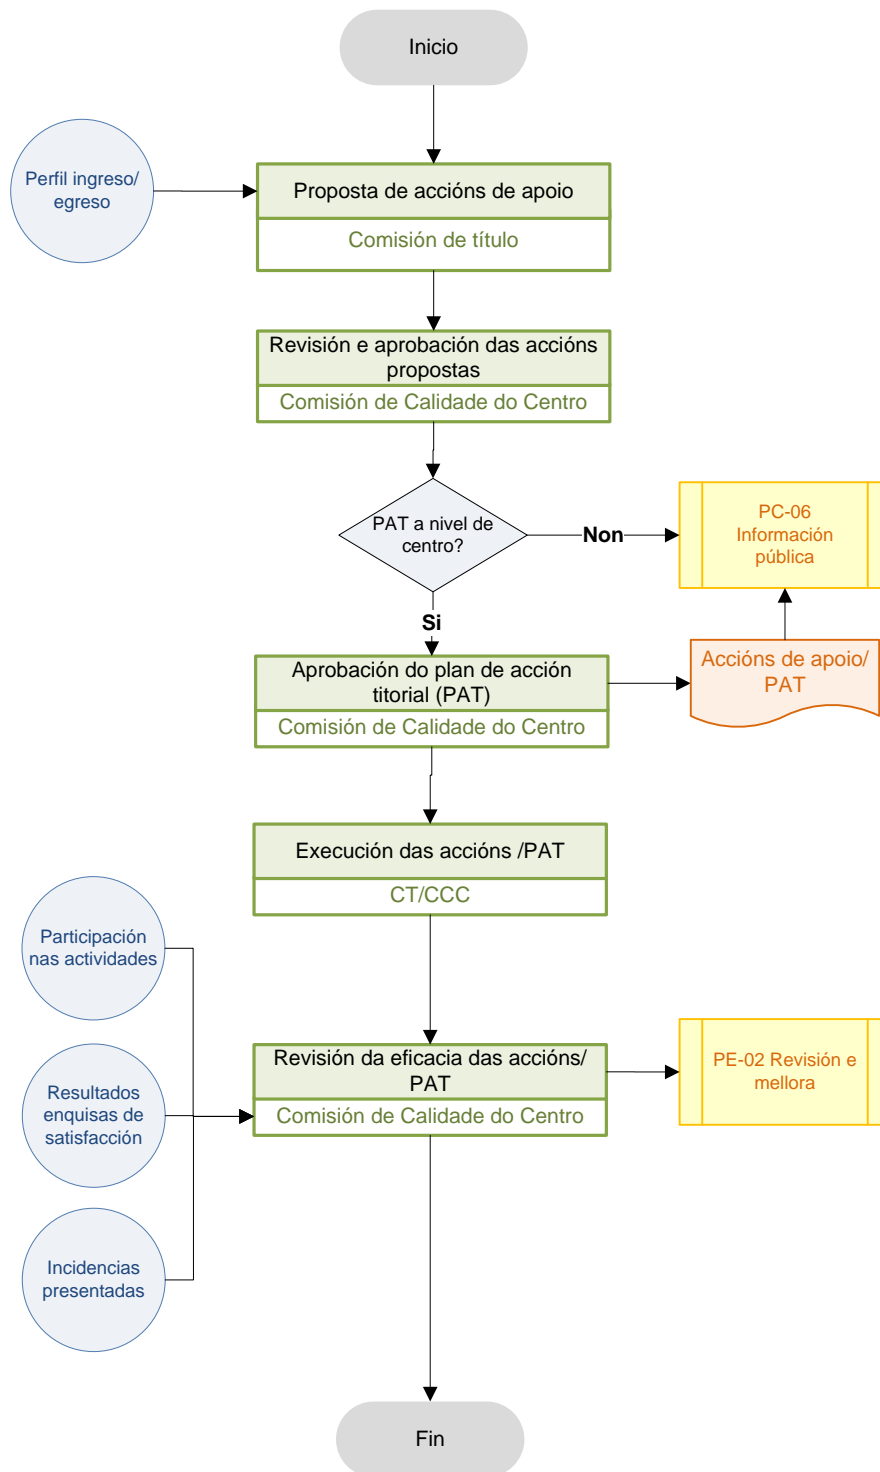 Inicio
Perfil ingreso/
egreso
Proposta de accións de apoio
Comisión de título
Revisión e aprobación das accións
propostas
Comisión de Calidade do Centro
PAT a nivel de
centro?
Non
PC-06
Información
pública
Si
Aprobación do plan de acción
titorial (PAT)
Comisión de Calidade do Centro
Accións de apoio/
PAT
Execución das accións /PAT
CT/CCC
Participación
nas actividades
Resultados
enquisas de
satisfacción
Incidencias
presentadas
Revisión da eficacia das accións/
PAT
Comisión de Calidade do Centro
PE-02 Revisión e
mellora
Fin